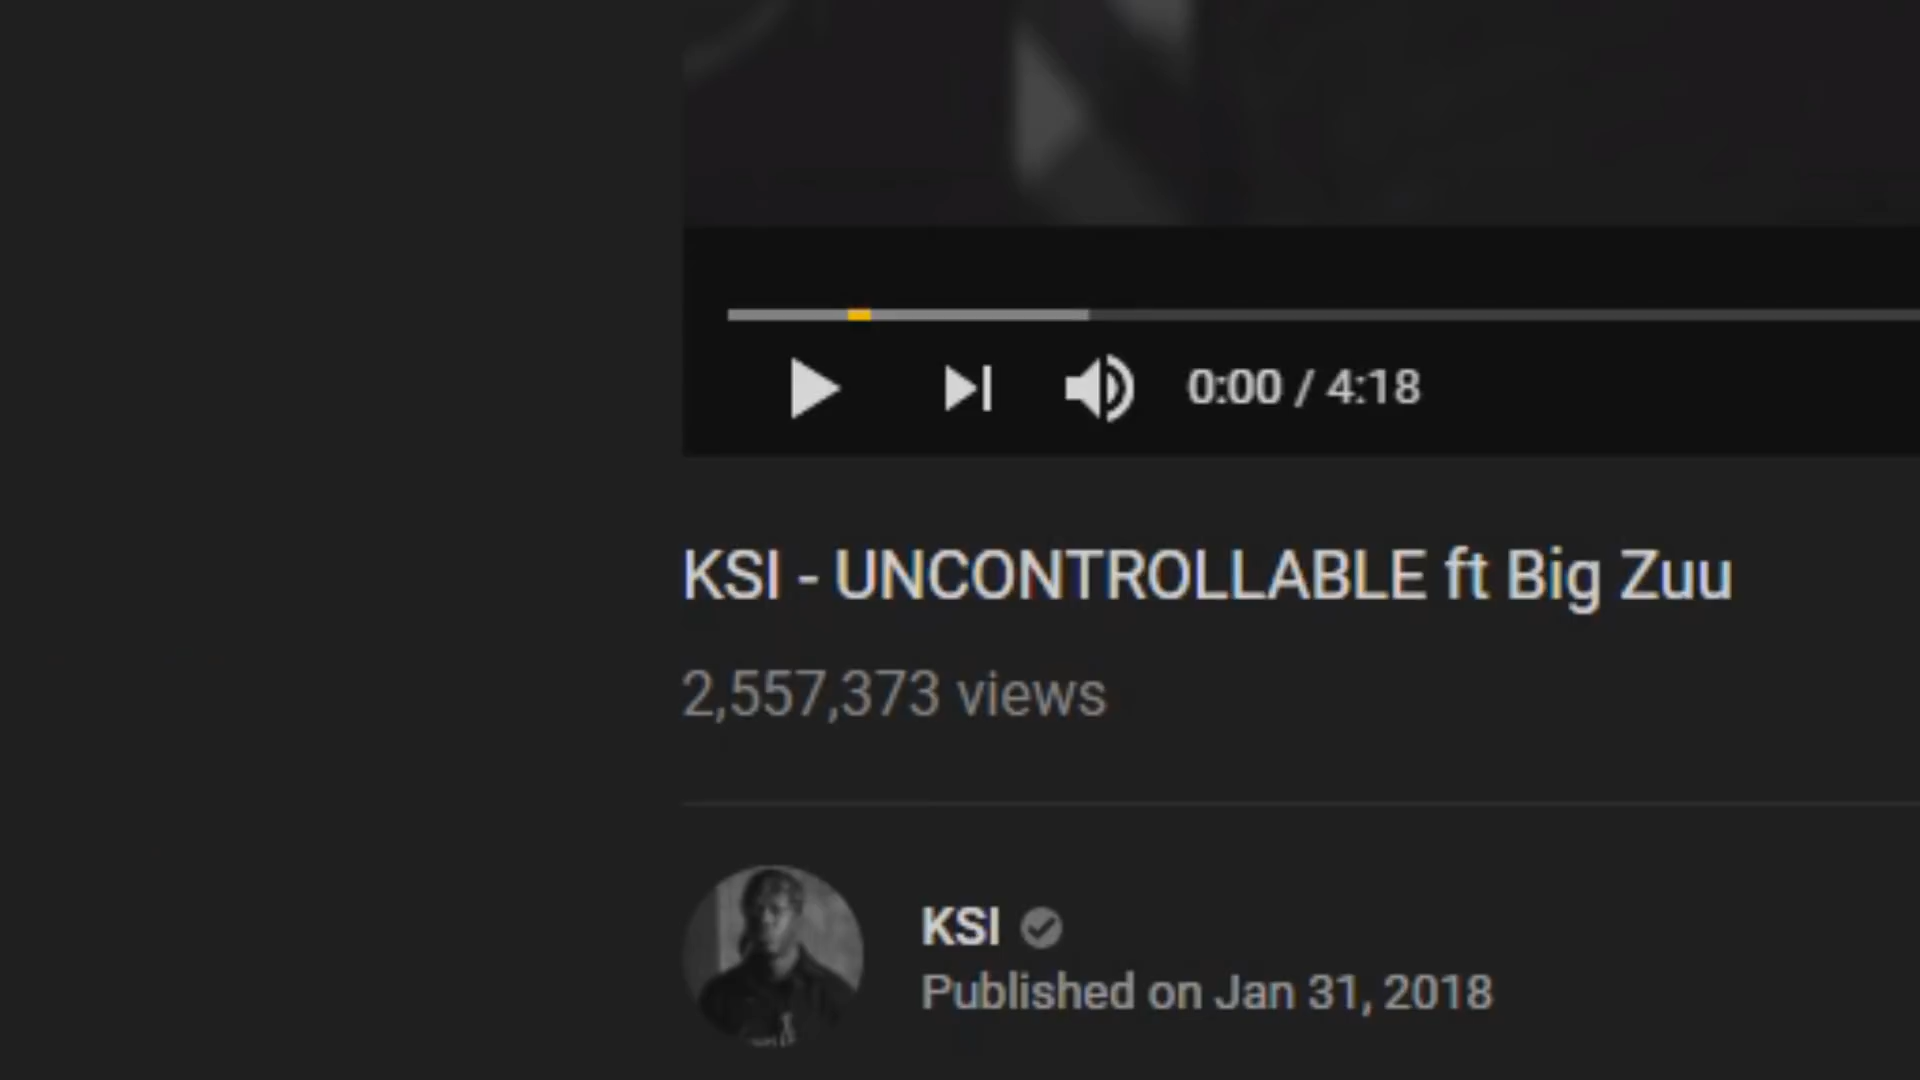 0:00 / 4:18
KSI - UNCONTROLLABLE ft Big Zuu
2,557,373 views
KSI
Published on Jan 31, 2018